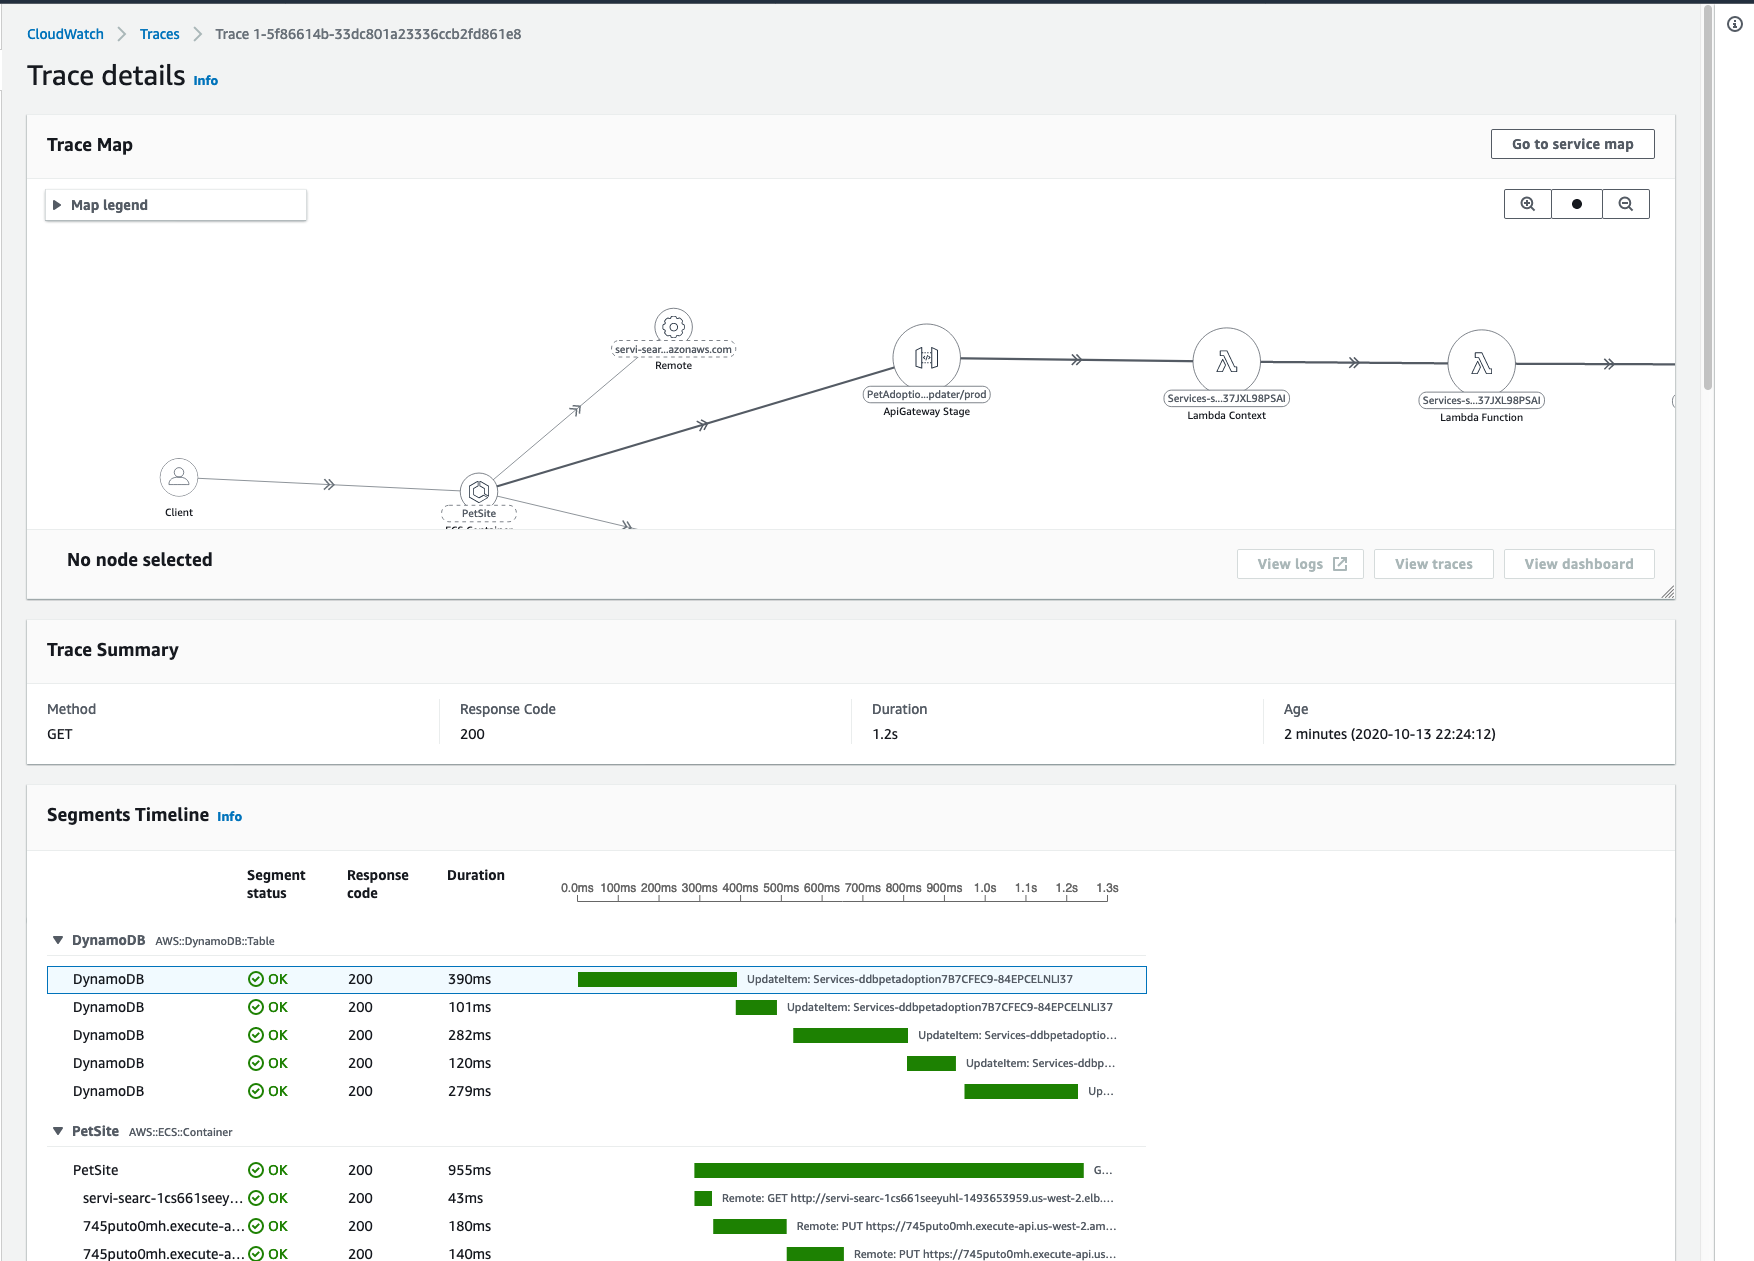 CloudWatch Traces Trace 1-5f86614b-33dc801a23336ccb2fd861e8
Trace details Info
Trace Map
Go to service map
Map legend
servi-sear...azonaws.com
Remote
PetAdoptio...pdater/prod
ApiGateway Stage
Services-s...37JXL98PSAI
Lambda Context
Services-s...37JXL98PSAI
Lambda Function
Client
PetSite
ECS Container
No node selected
View logs View traces View dashboard
Trace Summary
Method Response Code Duration Age
GET 200 1.2s 2 minutes (2020-10-13 22:24:12)
Segments Timeline Info
Segment status Response code Duration
0.0ms 100ms 200ms 300ms 400ms 500ms 600ms 700ms 800ms 900ms 1.0s 1.1s 1.2s 1.3s
DynamoDB AWS::DynamoDB::Table
DynamoDB OK 200 390ms UpdateItem: Services-ddbpetadoption7B7CFEC9-84EPCELNLI37
DynamoDB OK 200 101ms UpdateItem: Services-ddbpetadoption7B7CFEC9-84EPCELNLI37
DynamoDB OK 200 282ms UpdateItem: Services-ddbpetadoptio...
DynamoDB OK 200 120ms UpdateItem: Services-ddbp...
DynamoDB OK 200 279ms Up...
PetSite AWS::ECS::Container
PetSite OK 200 955ms G...
servi-searc-1cs661seey... OK 200 43ms Remote: GET http://servi-searc-1cs661seeyuhl-1493653959.us-west-2.elb....
745puto0mh.execute-a... OK 200 180ms Remote: PUT https://745puto0mh.execute-api.us-west-2.am...
745puto0mh.execute-a... OK 200 140ms Remote: PUT https://745puto0mh.execute-api.us...